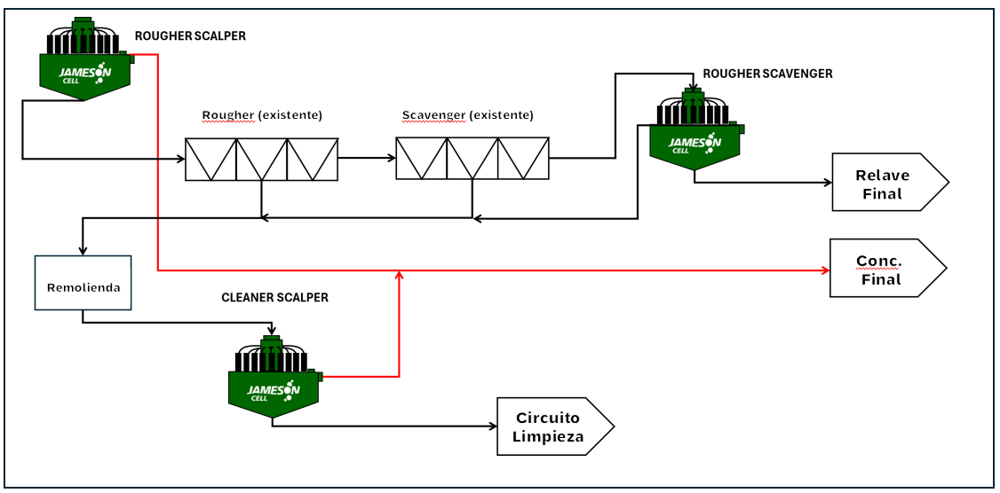 ROUGHER SCALPER
JAMESON
CELL
ROUGHER SCAVENGER
Rougher (existente)
Scavenger (existente)
JAMESON
CELL
Relave
Final
Conc.
Final
Remolienda
CLEANER SCALPER
JAMESON
CELL
Circuito
Limpieza